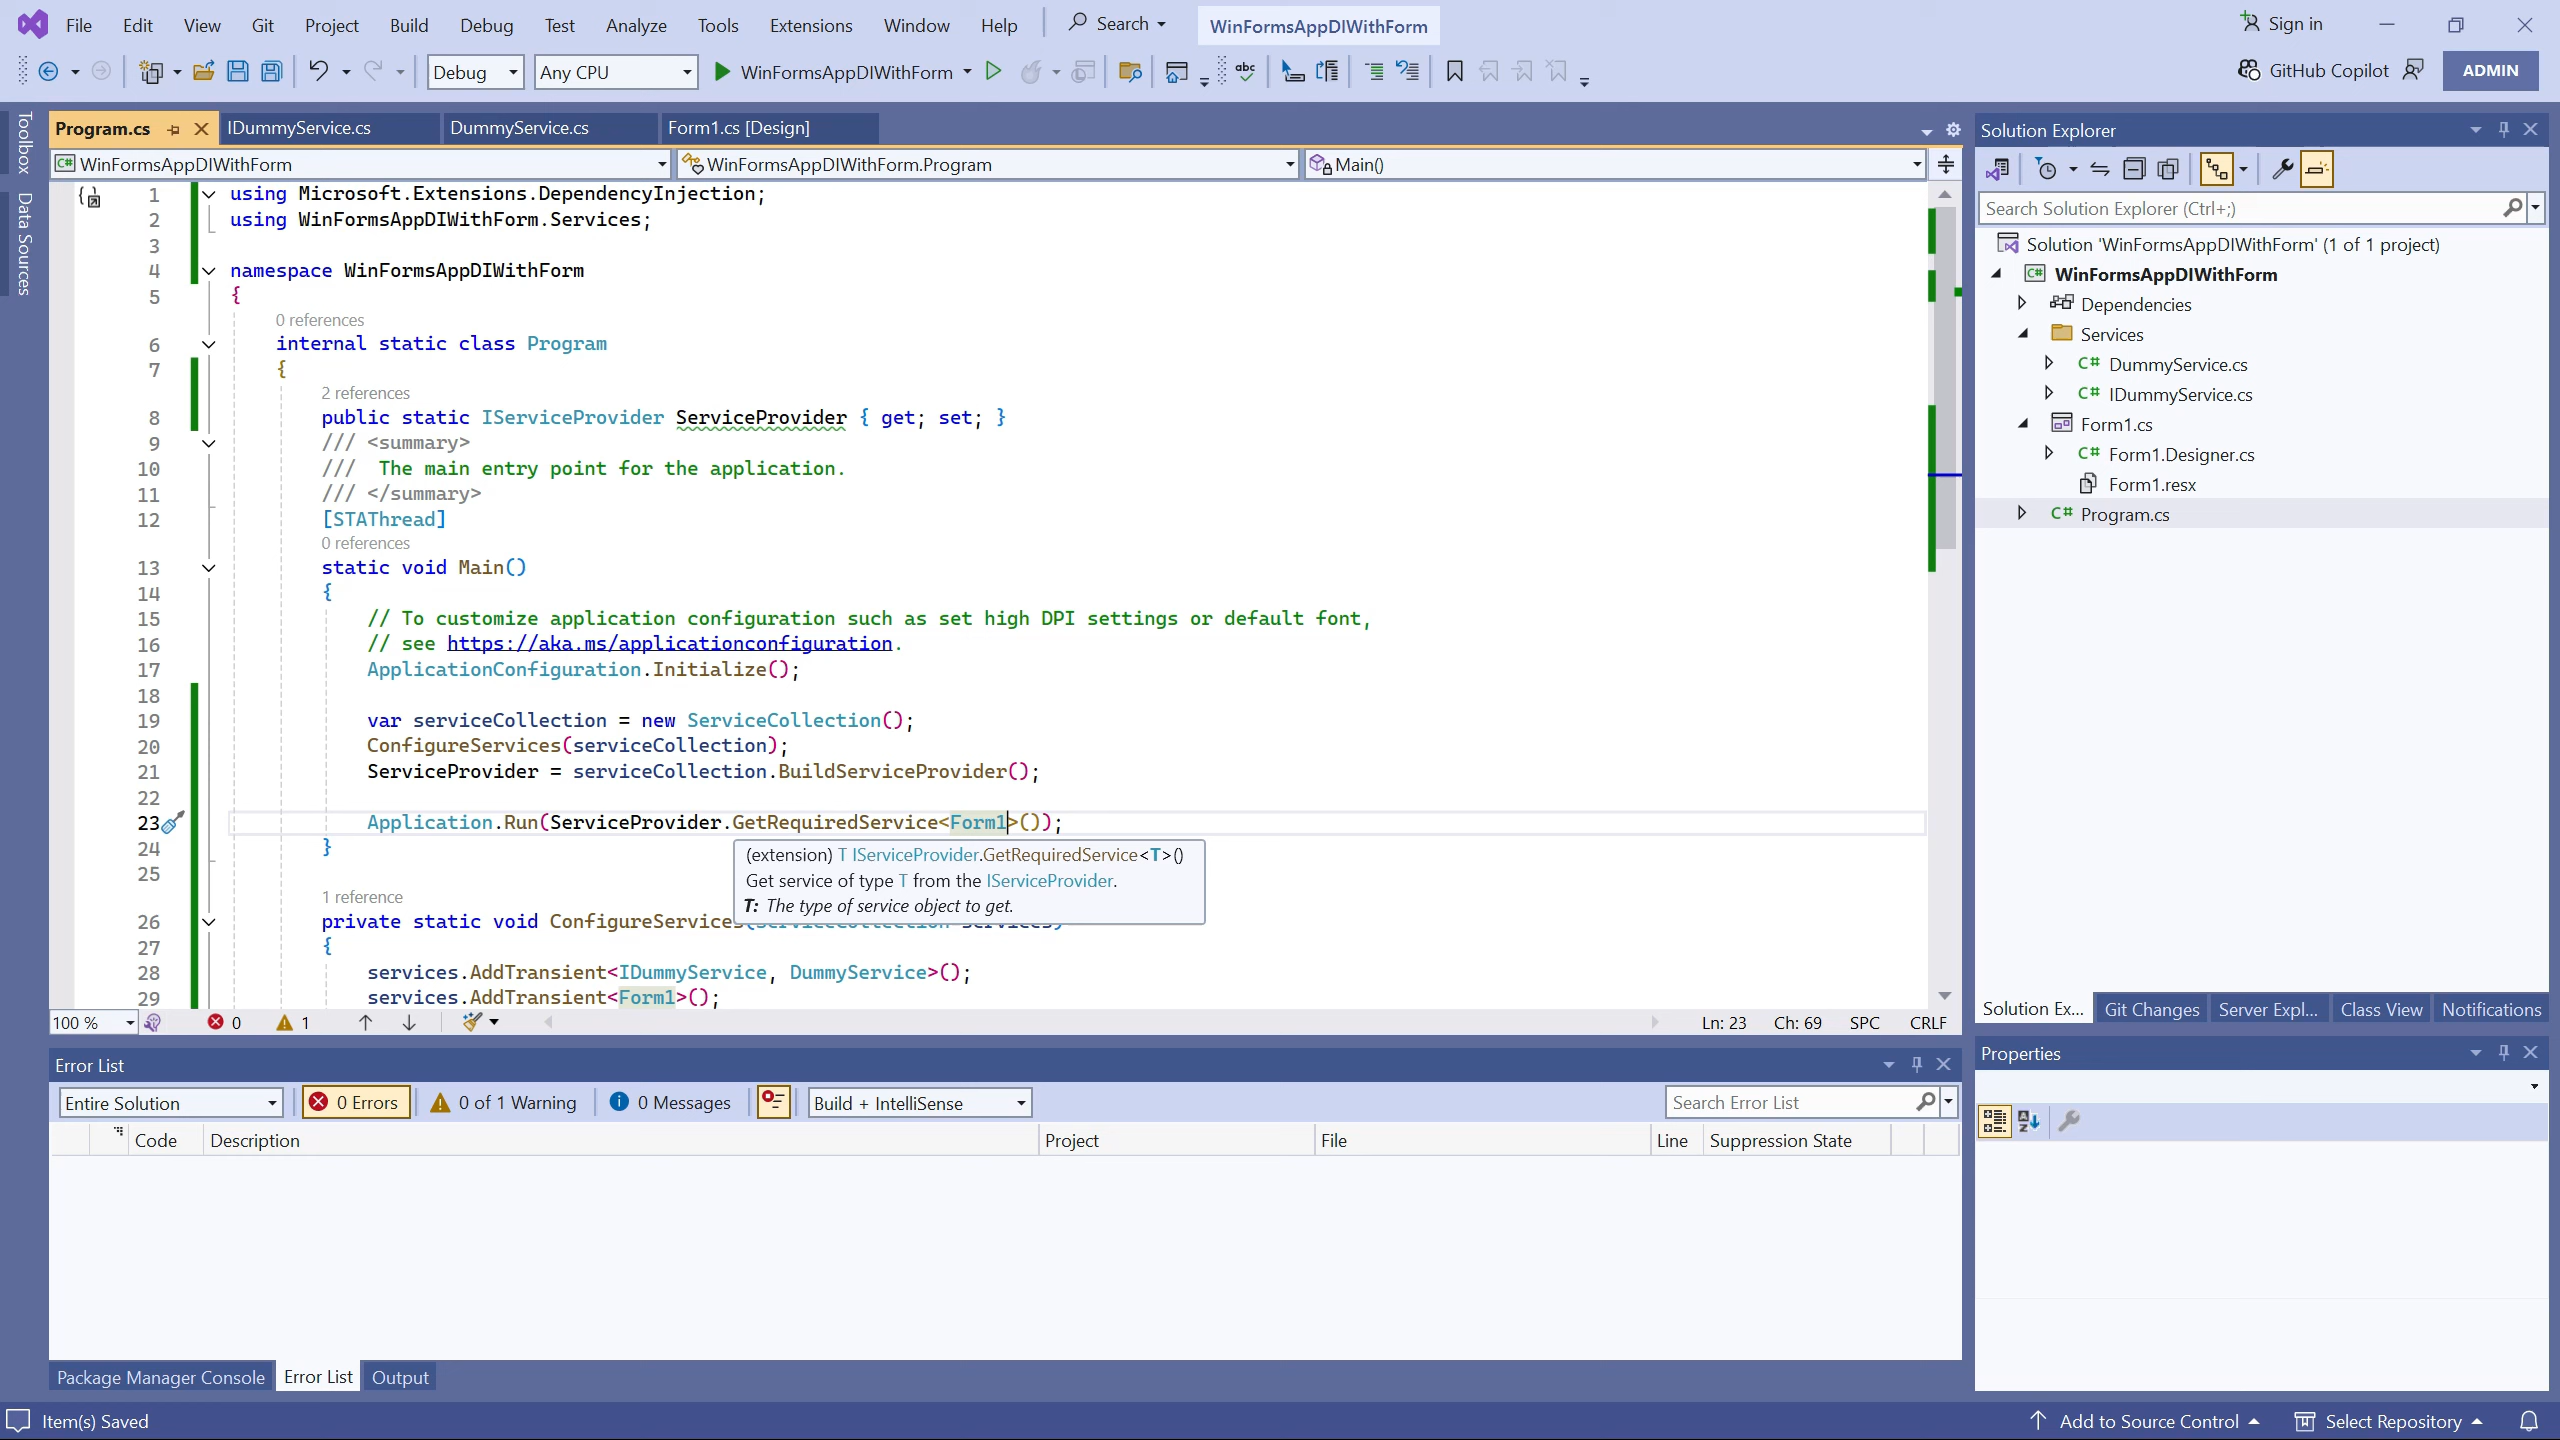 File Edit View Git Project Build Debug Test Analyze Tools Extensions Window Help Search WinFormsAppDIWithForm Sign in
Debug Any CPU WinFormsAppDIWithForm GitHub Copilot ADMIN
Toolbox
Data Sources
Program.cs IDummyService.cs DummyService.cs Form1.cs [Design]
WinFormsAppDIWithForm WinFormsAppDIWithForm.Program Main()
1 using Microsoft.Extensions.DependencyInjection;
2 using WinFormsAppDIWithForm.Services;
3
4 namespace WinFormsAppDIWithForm
5 {
0 references
6 internal static class Program
7 {
2 references
8 public static IServiceProvider ServiceProvider { get; set; }
9 /// <summary>
10 ///  The main entry point for the application.
11 /// </summary>
12 [STAThread]
0 references
13 static void Main()
14 {
15 // To customize application configuration such as set high DPI settings or default font,
16 // see https://aka.ms/applicationconfiguration.
17 ApplicationConfiguration.Initialize();
18
19 var serviceCollection = new ServiceCollection();
20 ConfigureServices(serviceCollection);
21 ServiceProvider = serviceCollection.BuildServiceProvider();
22
23 Application.Run(ServiceProvider.GetRequiredService<Form1>());
24 }
(extension) T IServiceProvider.GetRequiredService<T>()
Get service of type T from the IServiceProvider.
T: The type of service object to get.
25
1 reference
26 private static void ConfigureServices
27 {
28 services.AddTransient<IDummyService, DummyService>();
29 services.AddTransient<Form1>();
100 % 0 1 Ln: 23 Ch: 69 SPC CRLF
Error List
Entire Solution 0 Errors 0 of 1 Warning 0 Messages Build + IntelliSense Search Error List
Code Description Project File Line Suppression State
Package Manager Console Error List Output
Solution Explorer
Search Solution Explorer (Ctrl+;)
Solution 'WinFormsAppDIWithForm' (1 of 1 project)
C# WinFormsAppDIWithForm
Dependencies
Services
C# DummyService.cs
C# IDummyService.cs
Form1.cs
C# Form1.Designer.cs
Form1.resx
C# Program.cs
Solution Ex... Git Changes Server Expl... Class View Notifications
Properties
Item(s) Saved Add to Source Control Select Repository